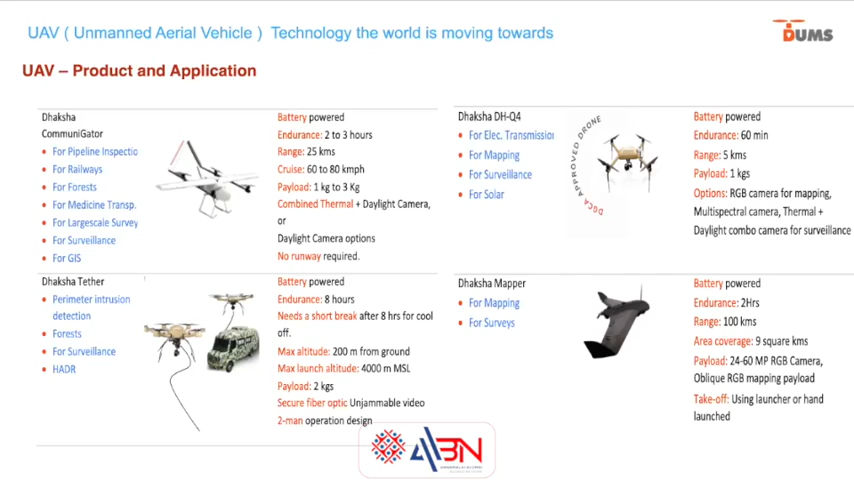 UAV ( Unmanned Aerial Vehicle )  Technology the world is moving towards
DUMS
UAV – Product and Application
Dhaksha
CommuniGator
• For Pipeline Inspectio
• For Railways
• For Forests
• For Medicine Transp.
• For Largescale Survey
• For Surveillance
• For GIS
Battery powered
Endurance: 2 to 3 hours
Range: 25 kms
Cruise: 60 to 80 kmph
Payload: 1 kg to 3 Kg
Combined Thermal + Daylight Camera,
or
Daylight Camera options
No runway required.
Dhaksha DH-Q4
• For Elec. Transmission
• For Mapping
• For Surveillance
• For Solar
DGCA APPROVED DRONE
Battery powered
Endurance: 60 min
Range: 5 kms
Payload: 1 kgs
Options: RGB camera for mapping,
Multispectral camera, Thermal +
Daylight combo camera for surveillance
Dhaksha Tether
• Perimeter intrusion
detection
• Forests
• For Surveillance
• HADR
Battery powered
Endurance: 8 hours
Needs a short break after 8 hrs for cool
off.
Max altitude: 200 m from ground
Max launch altitude: 4000 m MSL
Payload: 2 kgs
Secure fiber optic Unjammable video
2-man operation design
Dhaksha Mapper
• For Mapping
• For Surveys
Battery powered
Endurance: 2Hrs
Range: 100 kms
Area coverage: 9 square kms
Payload: 24-60 MP RGB Camera,
Oblique RGB mapping payload
Take-off: Using launcher or hand
launched
AABN